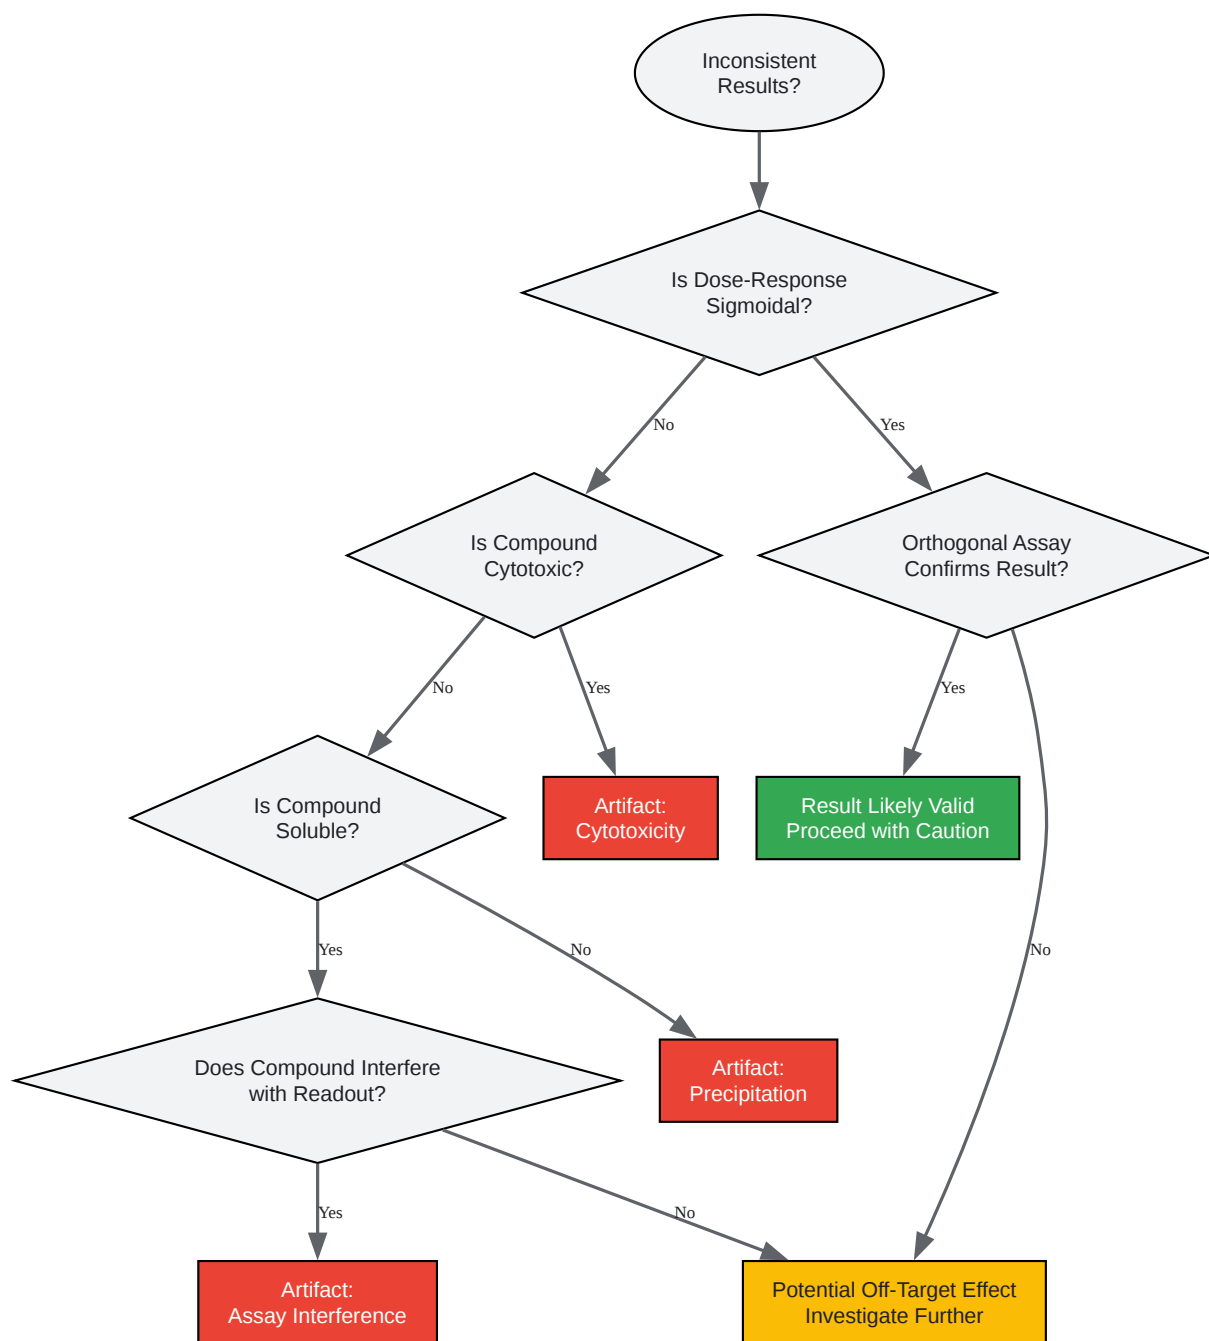 Inconsistent
Results?
Is Dose-Response
Sigmoidal?
No
Yes
Is Compound
Cytotoxic?
Orthogonal Assay
Confirms Result?
No
Yes
Yes
Is Compound
Soluble?
Artifact:
Cytotoxicity
Result Likely Valid
Proceed with Caution
Yes
No
No
Does Compound Interfere
with Readout?
Artifact:
Precipitation
Yes
No
Artifact:
Assay Interference
Potential Off-Target Effect
Investigate Further